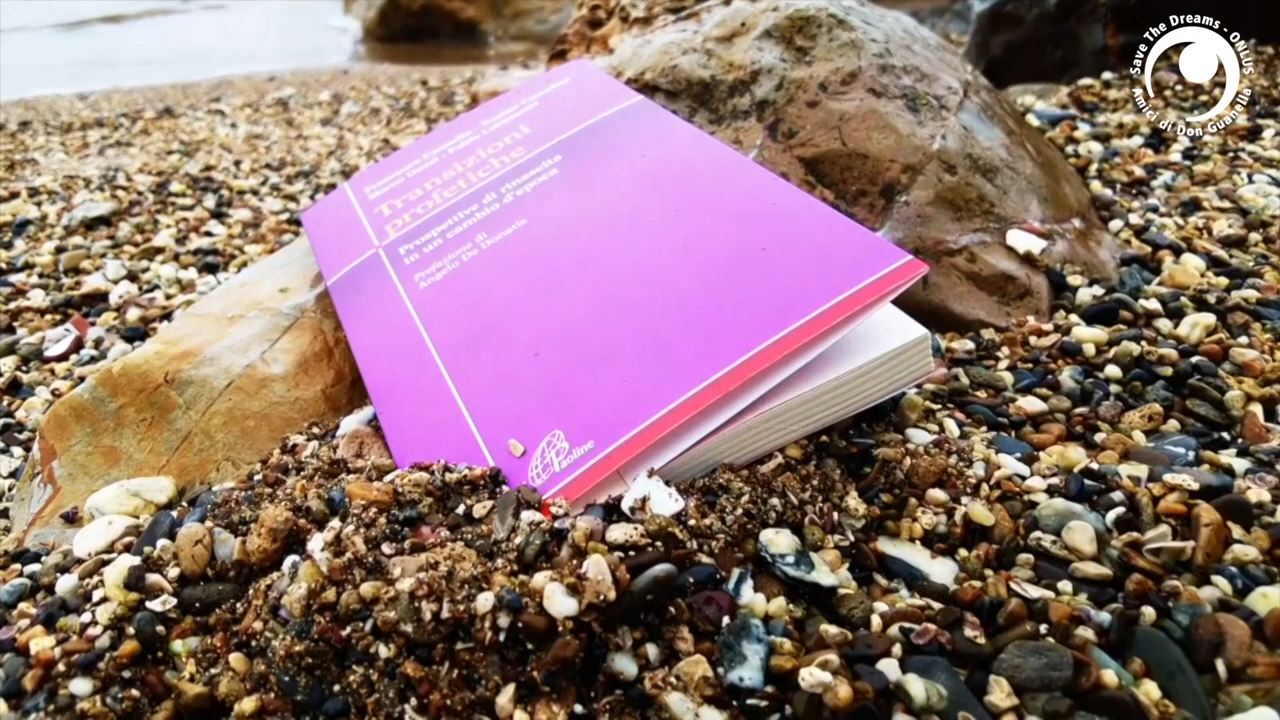 Transizioni
profetiche
Prospettive di rinascita
in un cambio d'epoca
Prefazione di
Angelo De Donatis
Paoline
Save The Dreams - ONLUS
Amici di Don Guanella